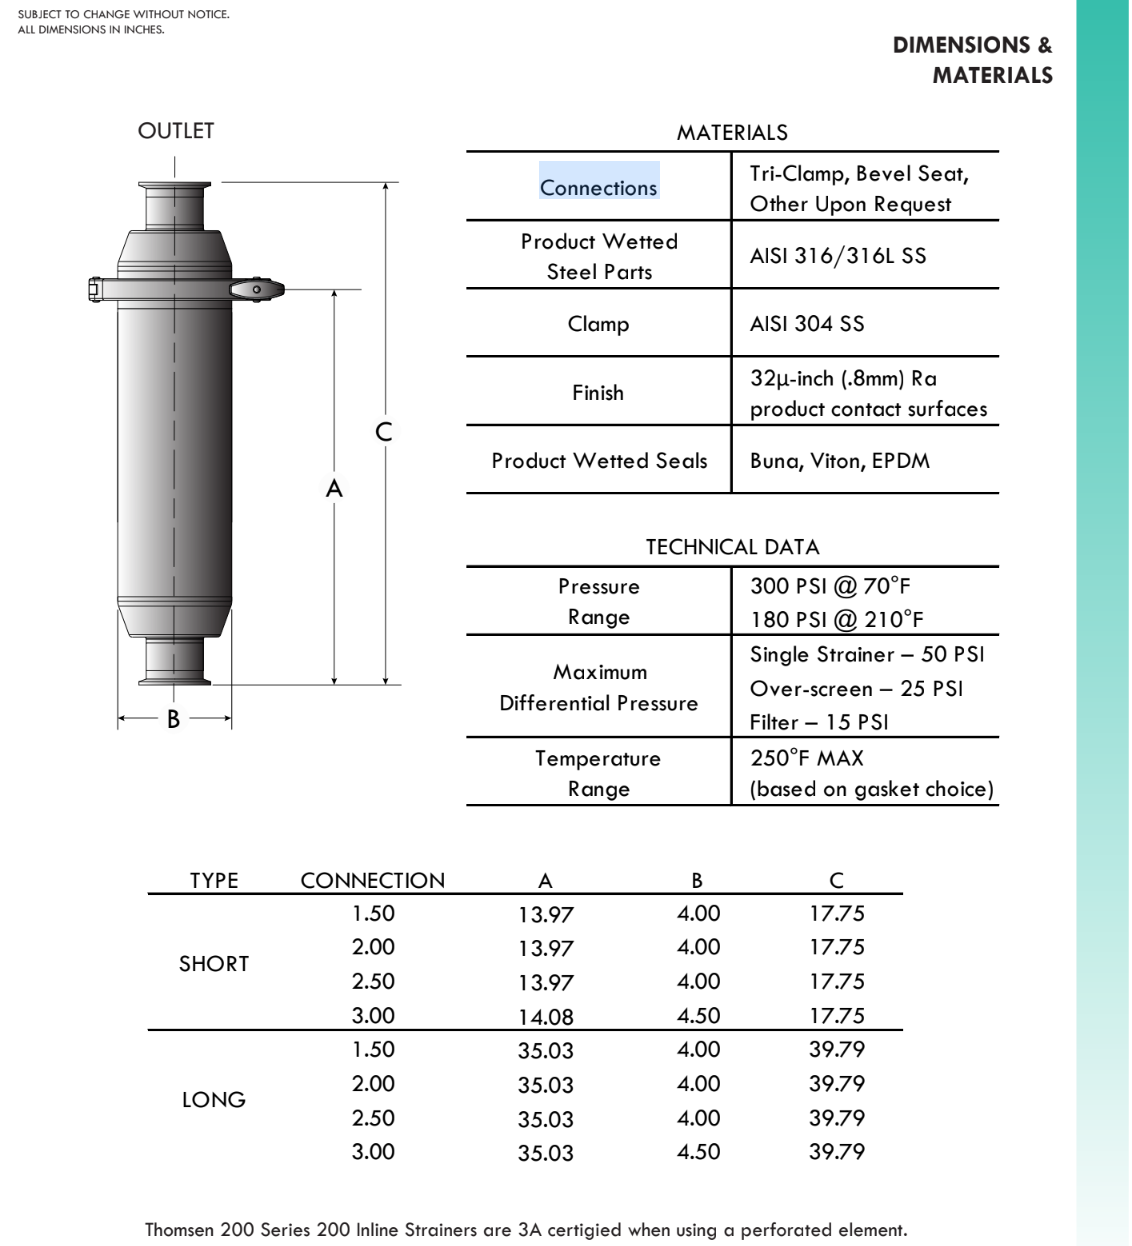 SUBJECT TO CHANGE WITHOUT NOTICE.
ALL DIMENSIONS IN INCHES.
DIMENSIONS &
MATERIALS
OUTLET
C
A
B
MATERIALS
Connections
Tri-Clamp, Bevel Seat,
Other Upon Request
Product Wetted
Steel Parts
AISI 316/316L SS
Clamp
AISI 304 SS
Finish
32µ-inch (.8mm) Ra
product contact surfaces
Product Wetted Seals
Buna, Viton, EPDM
TECHNICAL DATA
Pressure
Range
300 PSI @ 70°F
180 PSI @ 210°F
Maximum
Differential Pressure
Single Strainer – 50 PSI
Over-screen – 25 PSI
Filter – 15 PSI
Temperature
Range
250°F MAX
(based on gasket choice)
TYPE CONNECTION A B C
SHORT
1.50 13.97 4.00 17.75
2.00 13.97 4.00 17.75
2.50 13.97 4.00 17.75
3.00 14.08 4.50 17.75
LONG
1.50 35.03 4.00 39.79
2.00 35.03 4.00 39.79
2.50 35.03 4.00 39.79
3.00 35.03 4.50 39.79
Thomsen 200 Series 200 Inline Strainers are 3A certigied when using a perforated element.